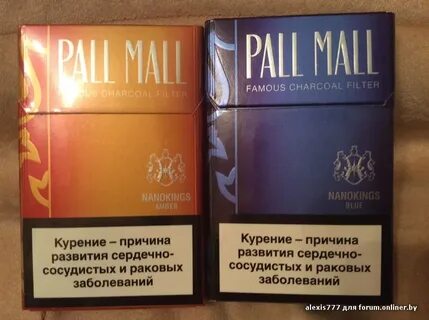 PALL MALL
FAMOUS CHARCOAL FILTER
NANOKINGS
AMBER
Курение – причина
развития сердечно-
сосудистых и раковых
заболеваний
PALL MALL
FAMOUS CHARCOAL FILTER
NANOKINGS
BLUE
Курение – причина
развития сердечно-
сосудистых и раковых
заболеваний
alexis777 для forum.onliner.by